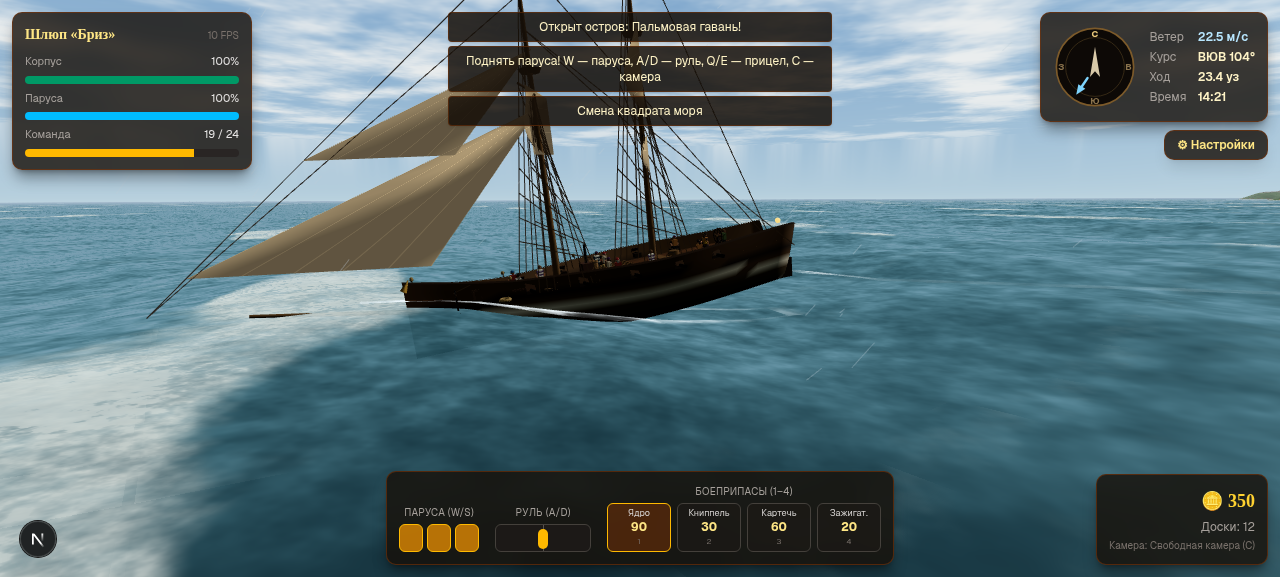 Шлюп «Бриз»
10 FPS
Корпус
100%
Паруса
100%
Команда
19 / 24
Открыт остров: Пальмовая гавань!
Поднять паруса! W — паруса, A/D — руль, Q/E — прицел, C —
камера
Смена квадрата моря
С
З
В
Ю
Ветер
22.5 м/с
Курс
ВЮВ 104°
Ход
23.4 уз
Время
14:21
⚙ Настройки
БОЕПРИПАСЫ (1–4)
ПАРУСА (W/S)
РУЛЬ (A/D)
Ядро
90
1
Книппель
30
2
Картечь
60
3
Зажигат.
20
4
350
Доски: 12
Камера: Свободная камера (C)
N